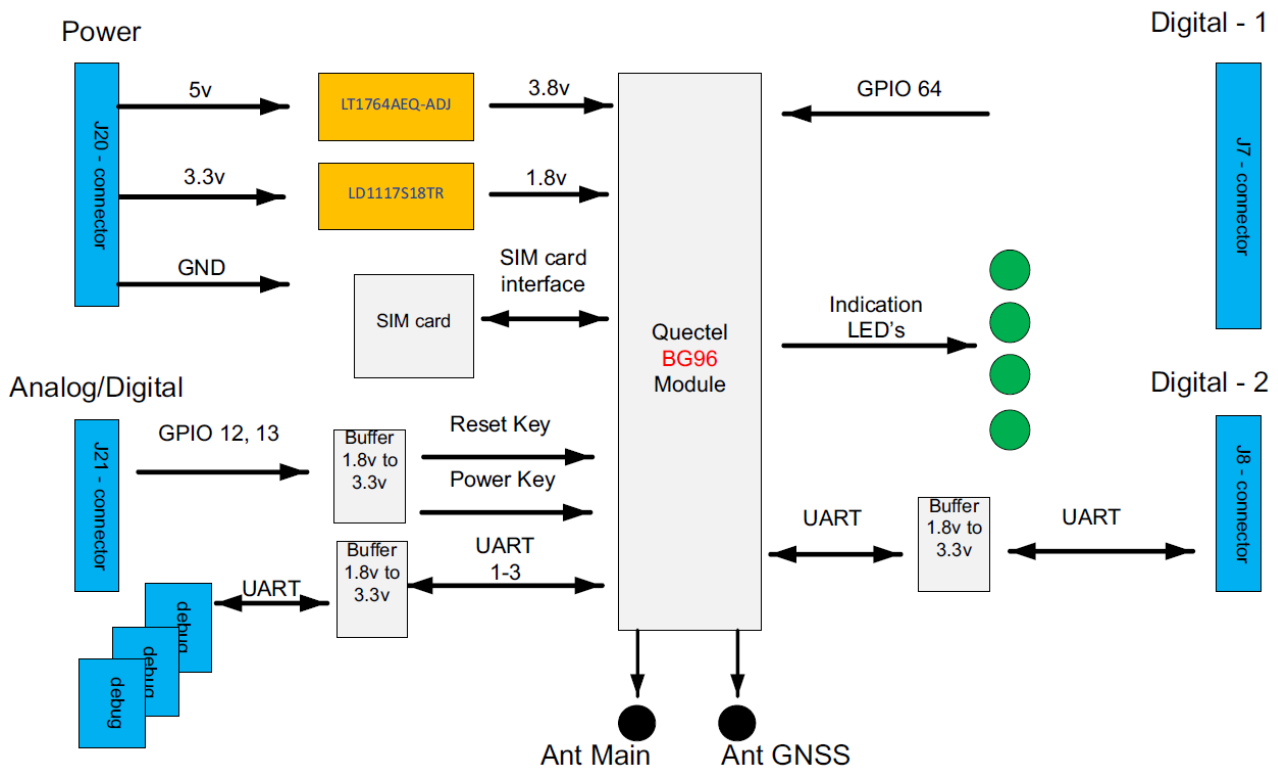 Power
Digital - 1
5v
LT1764AEQ-ADJ
3.8v
GPIO 64
J20 - connector
J7 - connector
3.3v
LD1117S18TR
1.8v
GND
SIM card
interface
SIM card
Indication
LED's
Quectel
BG96
Module
Analog/Digital
Digital - 2
J21 - connector
GPIO 12, 13
Buffer
1.8v to
3.3v
Reset Key
Power Key
J8 - connector
UART
Buffer
1.8v to
3.3v
UART
UART
Buffer
1.8v to
3.3v
UART
1-3
debug
debug
debug
Ant Main
Ant GNSS